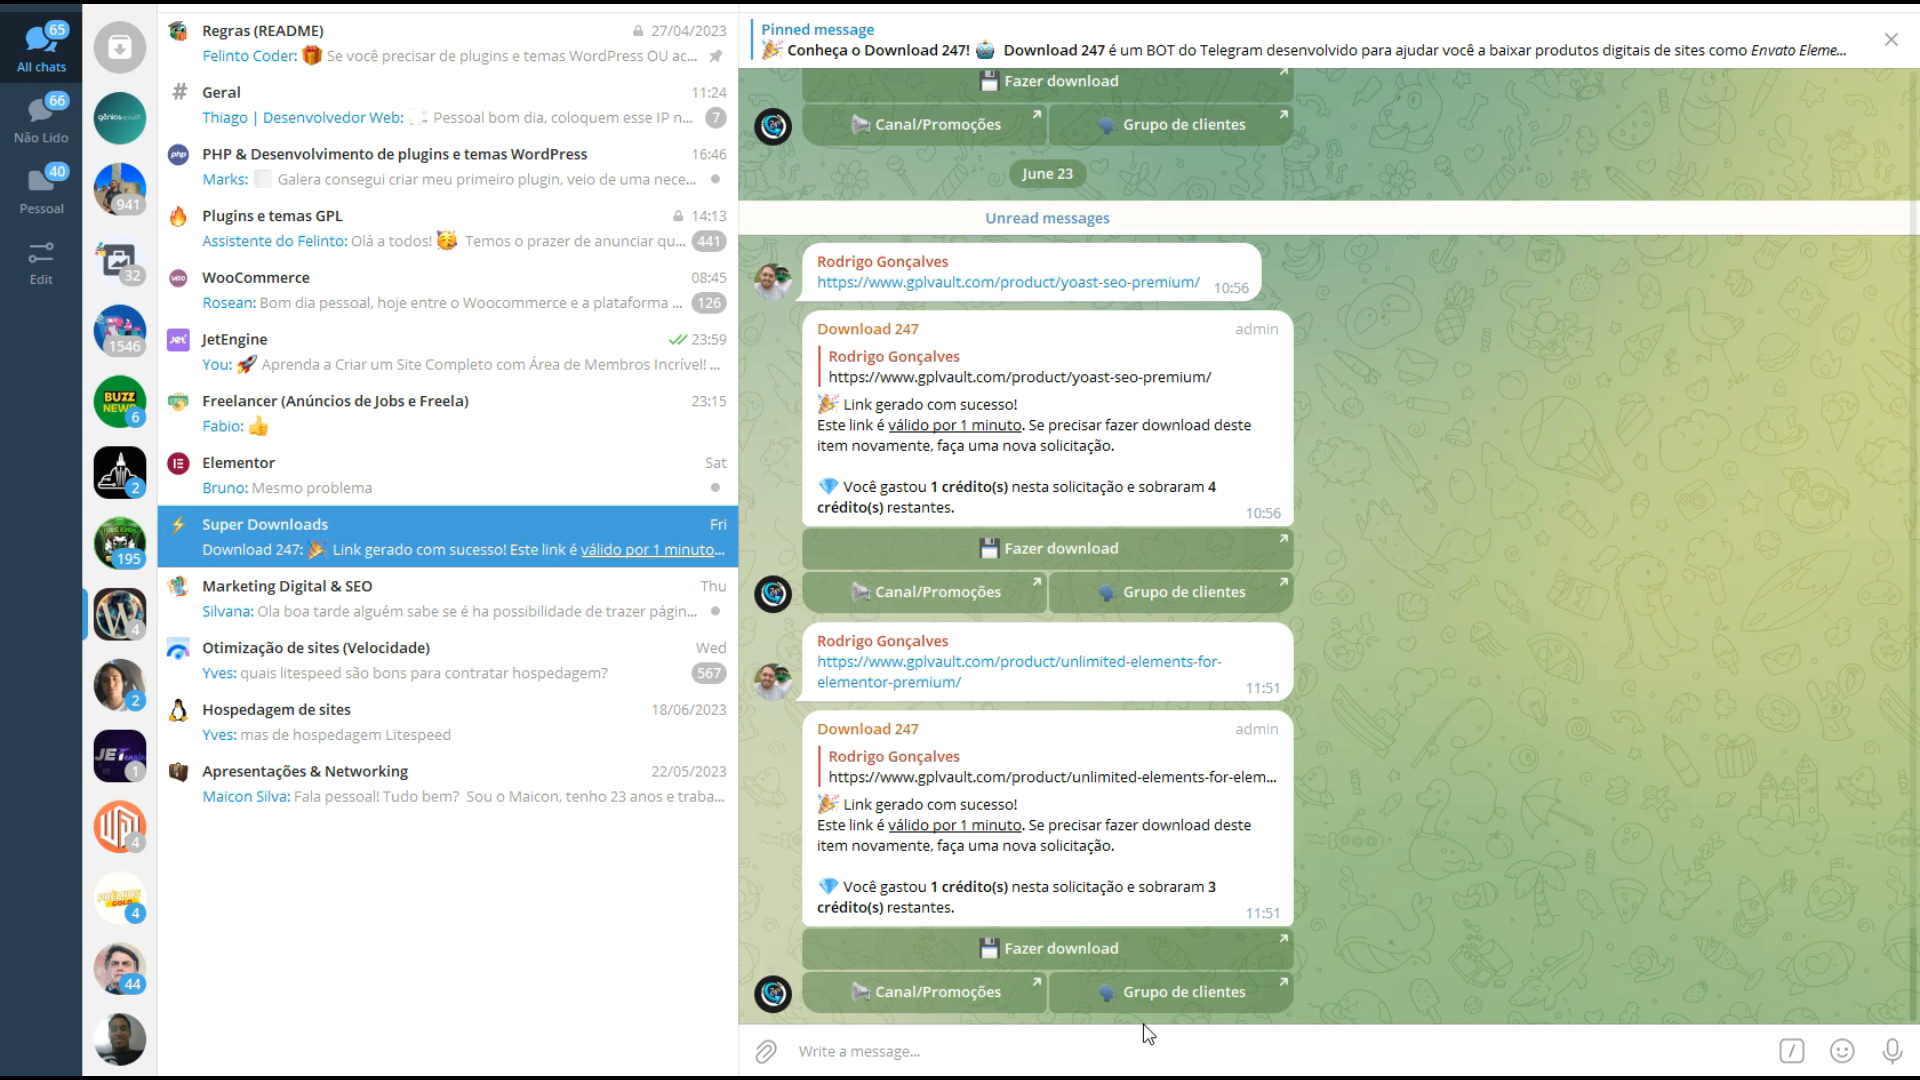 65
All chats
66
Não Lido
40
Pessoal
Edit
941
32
1546
BUZZ
NEWS
6
2
195
4
2
JET
1
4
PRÊMIOS
GOLD
4
44
Regras (README)
27/04/2023
Felinto Coder: 🎁 Se você precisar de plugins e temas WordPress OU ac...
# Geral
11:24
Thiago | Desenvolvedor Web: Pessoal bom dia, coloquem esse IP n...
7
php
PHP & Desenvolvimento de plugins e temas WordPress
16:46
Marks: Galera consegui criar meu primeiro plugin, veio de uma nece...
Plugins e temas GPL
14:13
Assistente do Felinto: Olá a todos! 🥳 Temos o prazer de anunciar qu...
441
Woo
WooCommerce
08:45
Rosean: Bom dia pessoal, hoje entre o Woocommerce e a plataforma ...
126
Jet
JetEngine
23:59
You: 🚀 Aprenda a Criar um Site Completo com Área de Membros Incrível! ...
Freelancer (Anúncios de Jobs e Freela)
23:15
Fabio: 👍
Elementor
Sat
Bruno: Mesmo problema
Super Downloads
Fri
Download 247: 🎉 Link gerado com sucesso! Este link é válido por 1 minuto...
Marketing Digital & SEO
Thu
Silvana: Ola boa tarde alguém sabe se é ha possibilidade de trazer págin...
Otimização de sites (Velocidade)
Wed
Yves: quais litespeed são bons para contratar hospedagem?
567
Hospedagem de sites
18/06/2023
Yves: mas de hospedagem Litespeed
Apresentações & Networking
22/05/2023
Maicon Silva: Fala pessoal! Tudo bem? Sou o Maicon, tenho 23 anos e traba...
Pinned message
🎉 Conheça o Download 247! 🤖 Download 247 é um BOT do Telegram desenvolvido para ajudar você a baixar produtos digitais de sites como Envato Eleme...
💾 Fazer download
Canal/Promoções
Grupo de clientes
June 23
Unread messages
Rodrigo Gonçalves
https://www.gplvault.com/product/yoast-seo-premium/
10:56
Download 247
admin
Rodrigo Gonçalves
https://www.gplvault.com/product/yoast-seo-premium/
🎉 Link gerado com sucesso!
Este link é válido por 1 minuto. Se precisar fazer download deste
item novamente, faça uma nova solicitação.
💎 Você gastou 1 crédito(s) nesta solicitação e sobraram 4
crédito(s) restantes.
10:56
💾 Fazer download
Canal/Promoções
Grupo de clientes
Rodrigo Gonçalves
https://www.gplvault.com/product/unlimited-elements-for-
elementor-premium/
11:51
Download 247
admin
Rodrigo Gonçalves
https://www.gplvault.com/product/unlimited-elements-for-elem...
🎉 Link gerado com sucesso!
Este link é válido por 1 minuto. Se precisar fazer download deste
item novamente, faça uma nova solicitação.
💎 Você gastou 1 crédito(s) nesta solicitação e sobraram 3
crédito(s) restantes.
11:51
💾 Fazer download
Canal/Promoções
Grupo de clientes
Write a message...